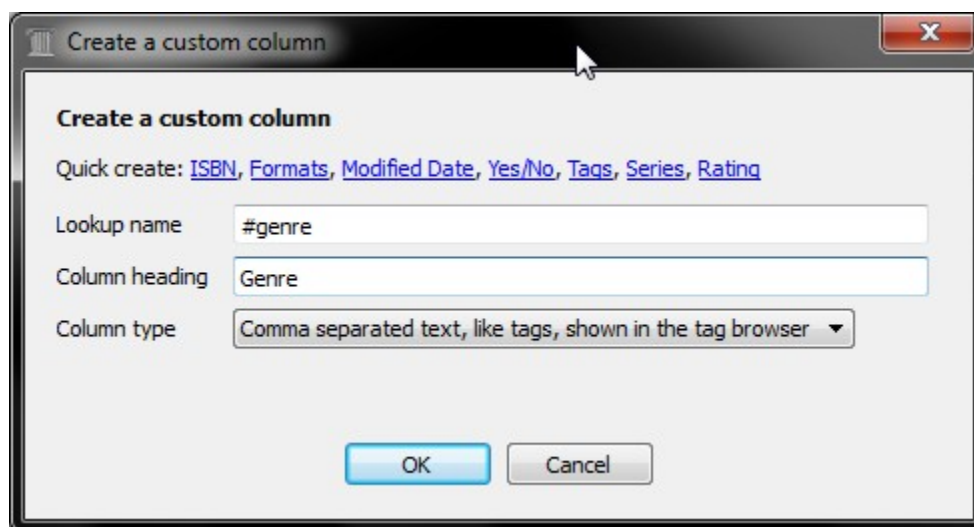 Create a custom column
Create a custom column
Quick create: ISBN, Formats, Modified Date, Yes/No, Tags, Series, Rating
Lookup name #genre
Column heading Genre
Column type Comma separated text, like tags, shown in the tag browser
OK Cancel